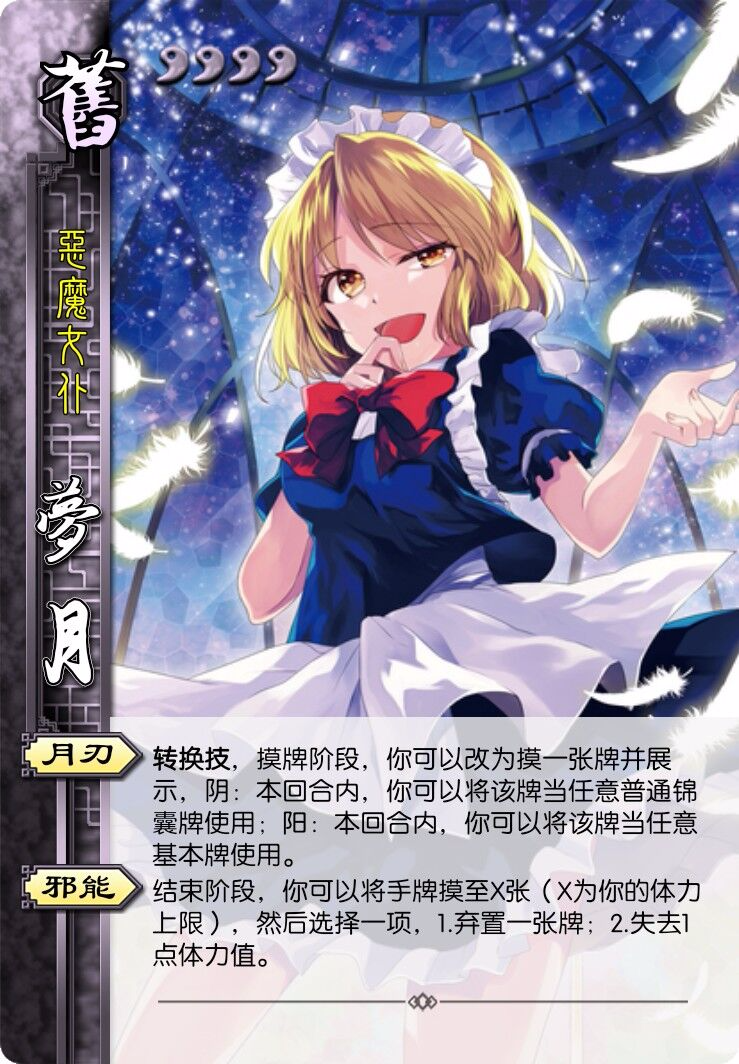 舊
惡魔女仆
夢月
月刃
转换技，摸牌阶段，你可以改为摸一张牌并展
示，阴：本回合内，你可以将该牌当任意普通锦
囊牌使用；阳：本回合内，你可以将该牌当任意
基本牌使用。
邪能
结束阶段，你可以将手牌摸至X张（X为你的体力
上限），然后选择一项，1.弃置一张牌；2.失去1
点体力值。